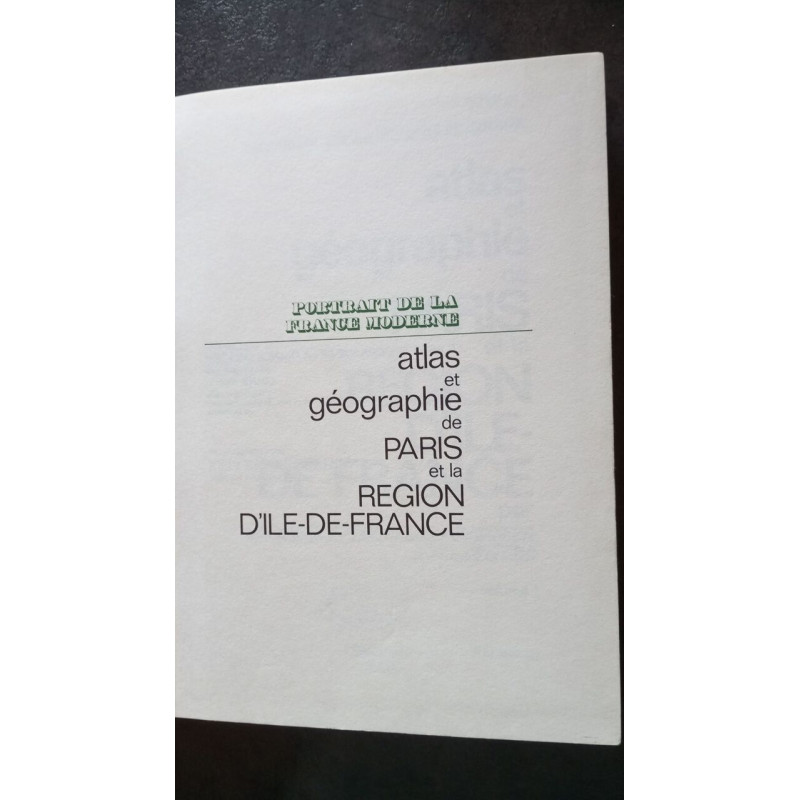 PORTRAIT DE LA
FRANCE MODERNE
atlas
et
géographie
de
PARIS
et la
REGION
D'ILE-DE-FRANCE